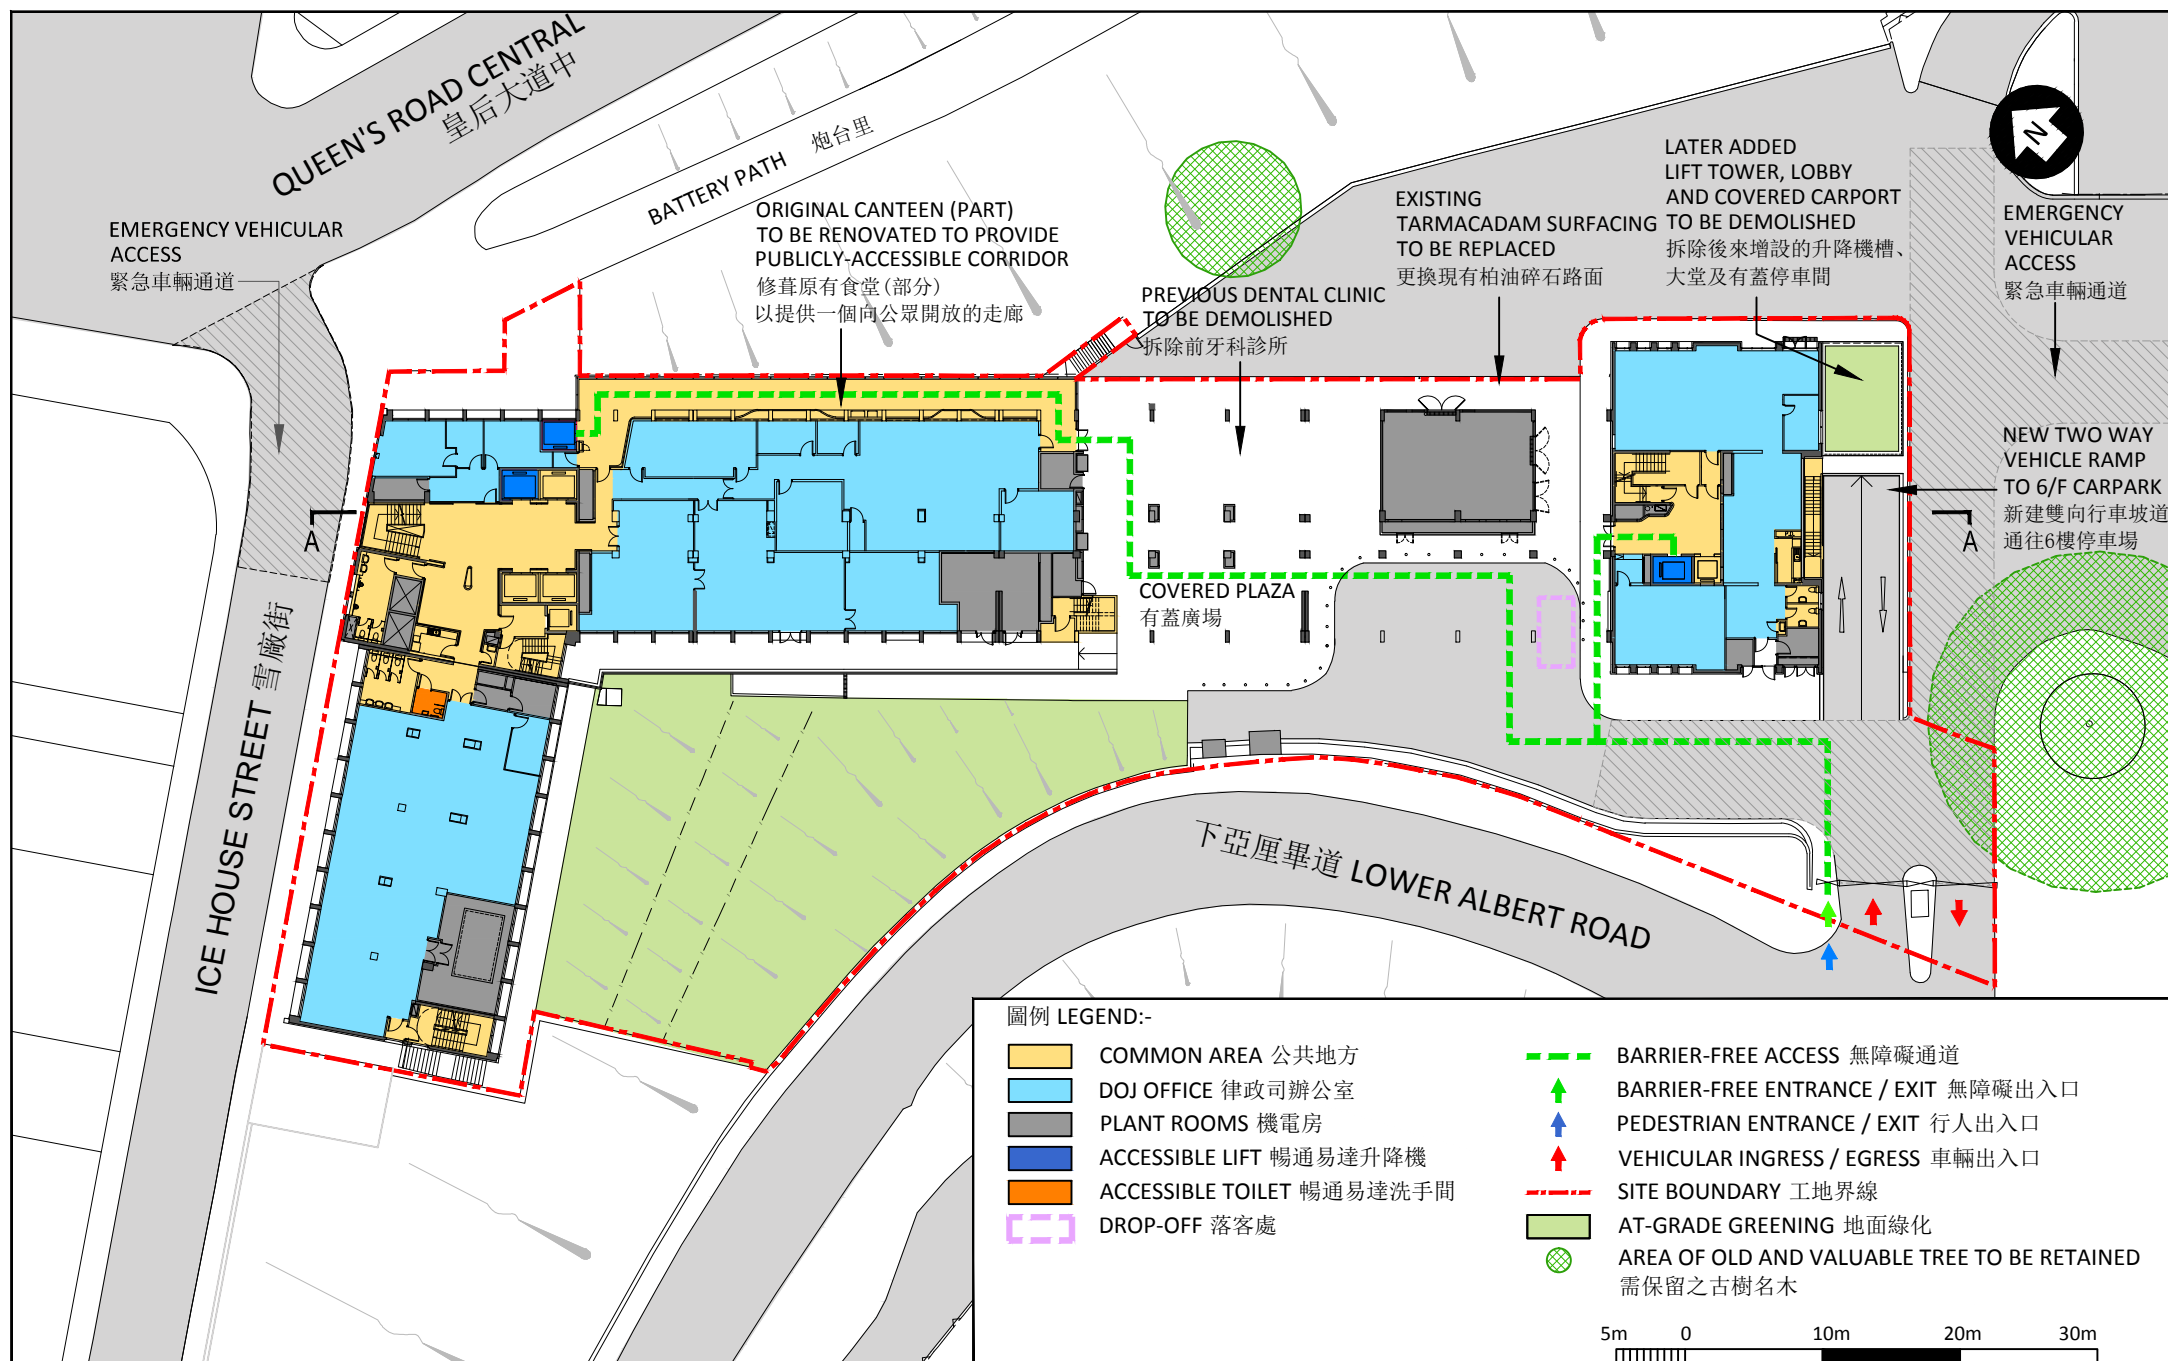 QUEEN'S ROAD CENTRAL
皇后大道中
BATTERY PATH 炮台里
EMERGENCY VEHICULAR
ACCESS
緊急車輛通道
ORIGINAL CANTEEN (PART)
TO BE RENOVATED TO PROVIDE
PUBLICLY-ACCESSIBLE CORRIDOR
修葺原有食堂(部分)
以提供一個向公眾開放的走廊
PREVIOUS DENTAL CLINIC
TO BE DEMOLISHED
拆除前牙科診所
EXISTING
TARMACADAM SURFACING
TO BE REPLACED
更換現有柏油碎石路面
LATER ADDED
LIFT TOWER, LOBBY
AND COVERED CARPORT
TO BE DEMOLISHED
拆除後來增設的升降機槽、
大堂及有蓋停車間
N
EMERGENCY
VEHICULAR
ACCESS
緊急車輛通道
NEW TWO WAY
VEHICLE RAMP
TO 6/F CARPARK
新建雙向行車坡道
通往6樓停車場
A
A
COVERED PLAZA
有蓋廣場
ICE HOUSE STREET 雪廠街
下亞厘畢道 LOWER ALBERT ROAD
圖例 LEGEND:-
COMMON AREA 公共地方
DOJ OFFICE 律政司辦公室
PLANT ROOMS 機電房
ACCESSIBLE LIFT 暢通易達升降機
ACCESSIBLE TOILET 暢通易達洗手間
DROP-OFF 落客處
BARRIER-FREE ACCESS 無障礙通道
BARRIER-FREE ENTRANCE / EXIT 無障礙出入口
PEDESTRIAN ENTRANCE / EXIT 行人出入口
VEHICULAR INGRESS / EGRESS 車輛出入口
SITE BOUNDARY 工地界線
AT-GRADE GREENING 地面綠化
AREA OF OLD AND VALUABLE TREE TO BE RETAINED
需保留之古樹名木
5m 0 10m 20m 30m